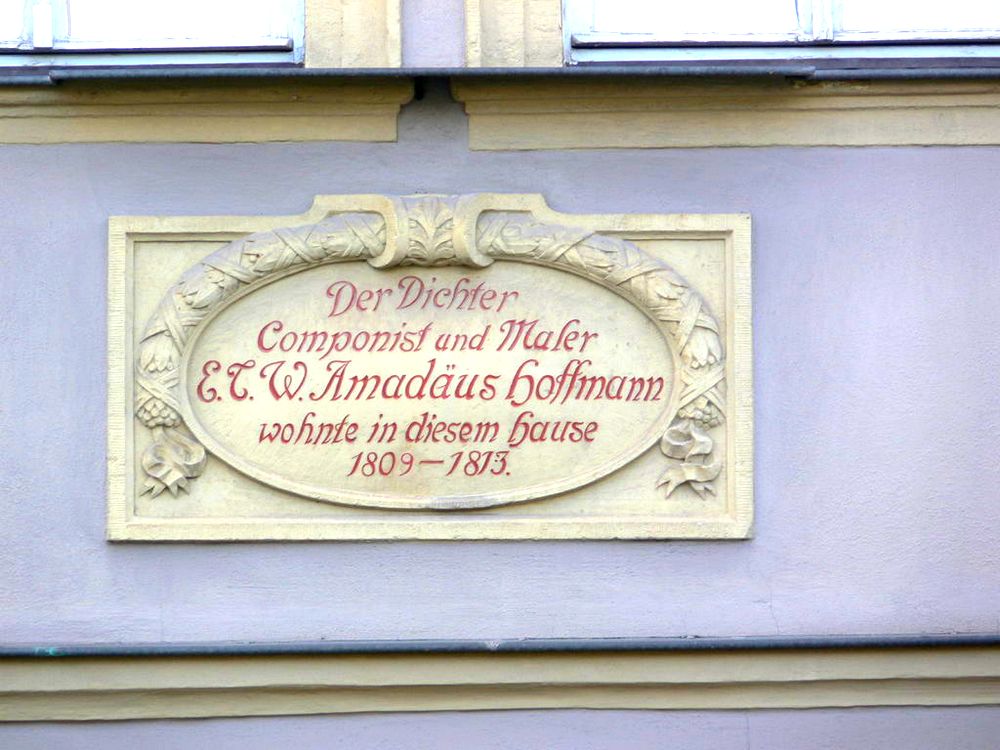 Der Dichter
Componist und Maler
E.T.W. Amadäus Hoffmann
wohnte in diesem Hause
1809–1813.